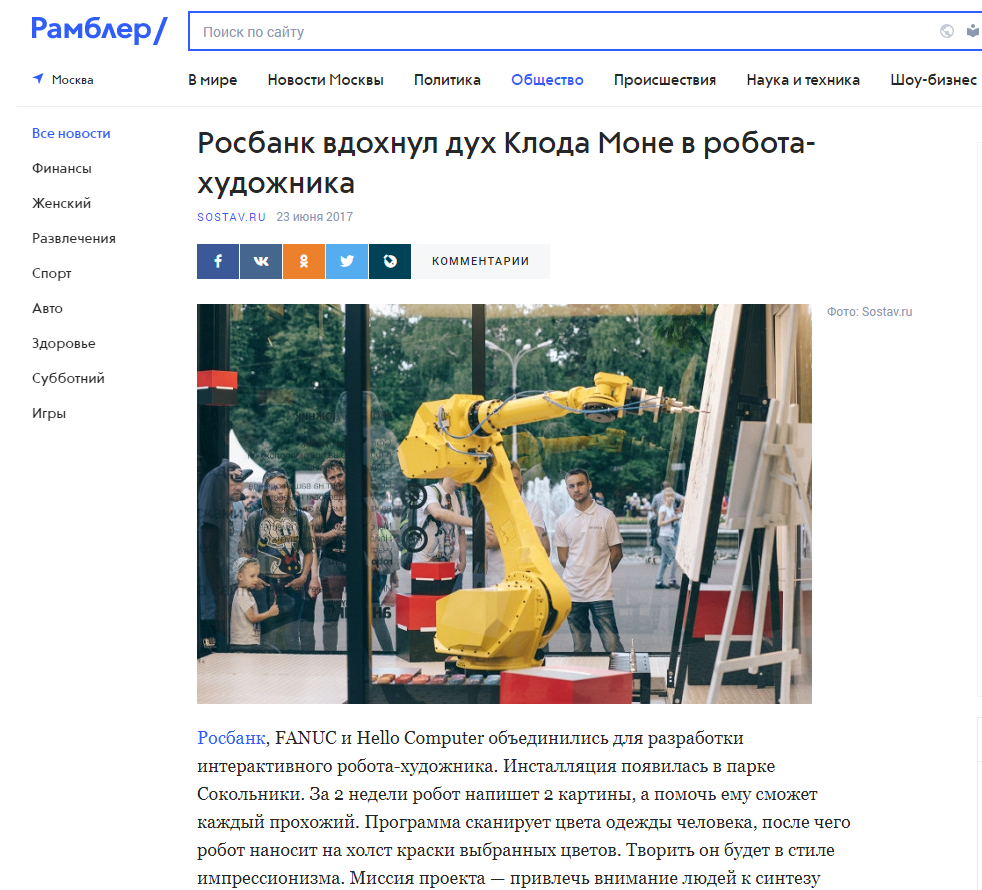 Рамблер/
Поиск по сайту
Москва
В мире
Новости Москвы
Политика
Общество
Происшествия
Наука и техника
Шоу-бизнес
Все новости
Финансы
Женский
Развлечения
Спорт
Авто
Здоровье
Субботний
Игры
Росбанк вдохнул дух Клода Моне в робота-
художника
SOSTAV.RU 23 июня 2017
КОММЕНТАРИИ
Фото: Sostav.ru
Росбанк, FANUC и Hello Computer объединились для разработки
интерактивного робота-художника. Инсталляция появилась в парке
Сокольники. За 2 недели робот напишет 2 картины, а помочь ему сможет
каждый прохожий. Программа сканирует цвета одежды человека, после чего
робот наносит на холст краски выбранных цветов. Творить он будет в стиле
импрессионизма. Миссия проекта — привлечь внимание людей к синтезу